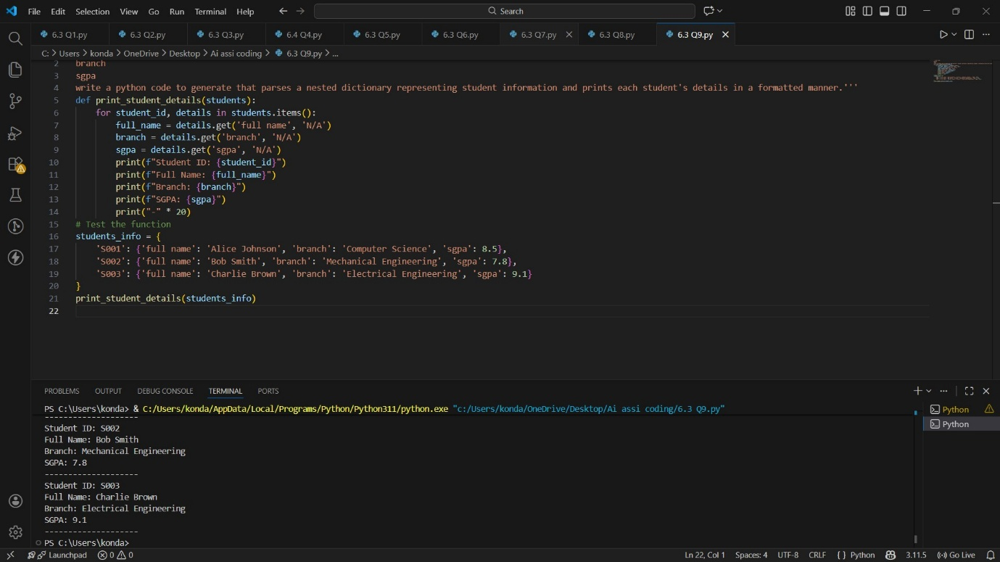 File Edit Selection View Go Run Terminal Help
Search
6.3 Q1.py 6.3 Q2.py 6.3 Q3.py 6.4 Q4.py 6.3 Q5.py 6.3 Q6.py 6.3 Q7.py 6.3 Q8.py 6.3 Q9.py
C: > Users > konda > OneDrive > Desktop > Ai assi coding > 6.3 Q9.py > ...
2 branch
3 sgpa
4 write a python code to generate that parses a nested dictionary representing student information and prints each student's details in a formatted manner.'''
5 def print_student_details(students):
6     for student_id, details in students.items():
7         full_name = details.get('full name', 'N/A')
8         branch = details.get('branch', 'N/A')
9         sgpa = details.get('sgpa', 'N/A')
10         print(f"Student ID: {student_id}")
11         print(f"Full Name: {full_name}")
12         print(f"Branch: {branch}")
13         print(f"SGPA: {sgpa}")
14         print("-" * 20)
15 # Test the function
16 students_info = {
17     'S001': {'full name': 'Alice Johnson', 'branch': 'Computer Science', 'sgpa': 8.5},
18     'S002': {'full name': 'Bob Smith', 'branch': 'Mechanical Engineering', 'sgpa': 7.8},
19     'S003': {'full name': 'Charlie Brown', 'branch': 'Electrical Engineering', 'sgpa': 9.1}
20 }
21 print_student_details(students_info)
22
PROBLEMS OUTPUT DEBUG CONSOLE TERMINAL PORTS
PS C:\Users\konda> & C:/Users/konda/AppData/Local/Programs/Python/Python311/python.exe "c:/Users/konda/OneDrive/Desktop/Ai assi coding/6.3 Q9.py"
--------------------
Student ID: S002
Full Name: Bob Smith
Branch: Mechanical Engineering
SGPA: 7.8
--------------------
Student ID: S003
Full Name: Charlie Brown
Branch: Electrical Engineering
SGPA: 9.1
--------------------
PS C:\Users\konda>
Python
Python
Launchpad 0 0 Ln 22, Col 1 Spaces: 4 UTF-8 CRLF { } Python 3.11.5 Go Live